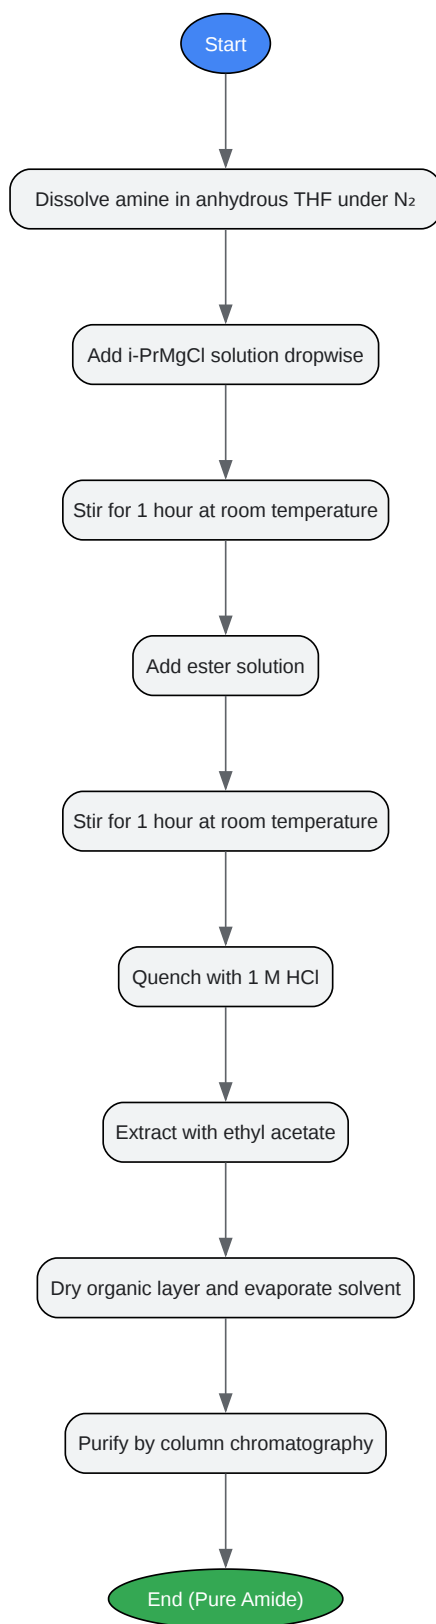 Start
Dissolve amine in anhydrous THF under N₂
Add i-PrMgCl solution dropwise
Stir for 1 hour at room temperature
Add ester solution
Stir for 1 hour at room temperature
Quench with 1 M HCl
Extract with ethyl acetate
Dry organic layer and evaporate solvent
Purify by column chromatography
End (Pure Amide)